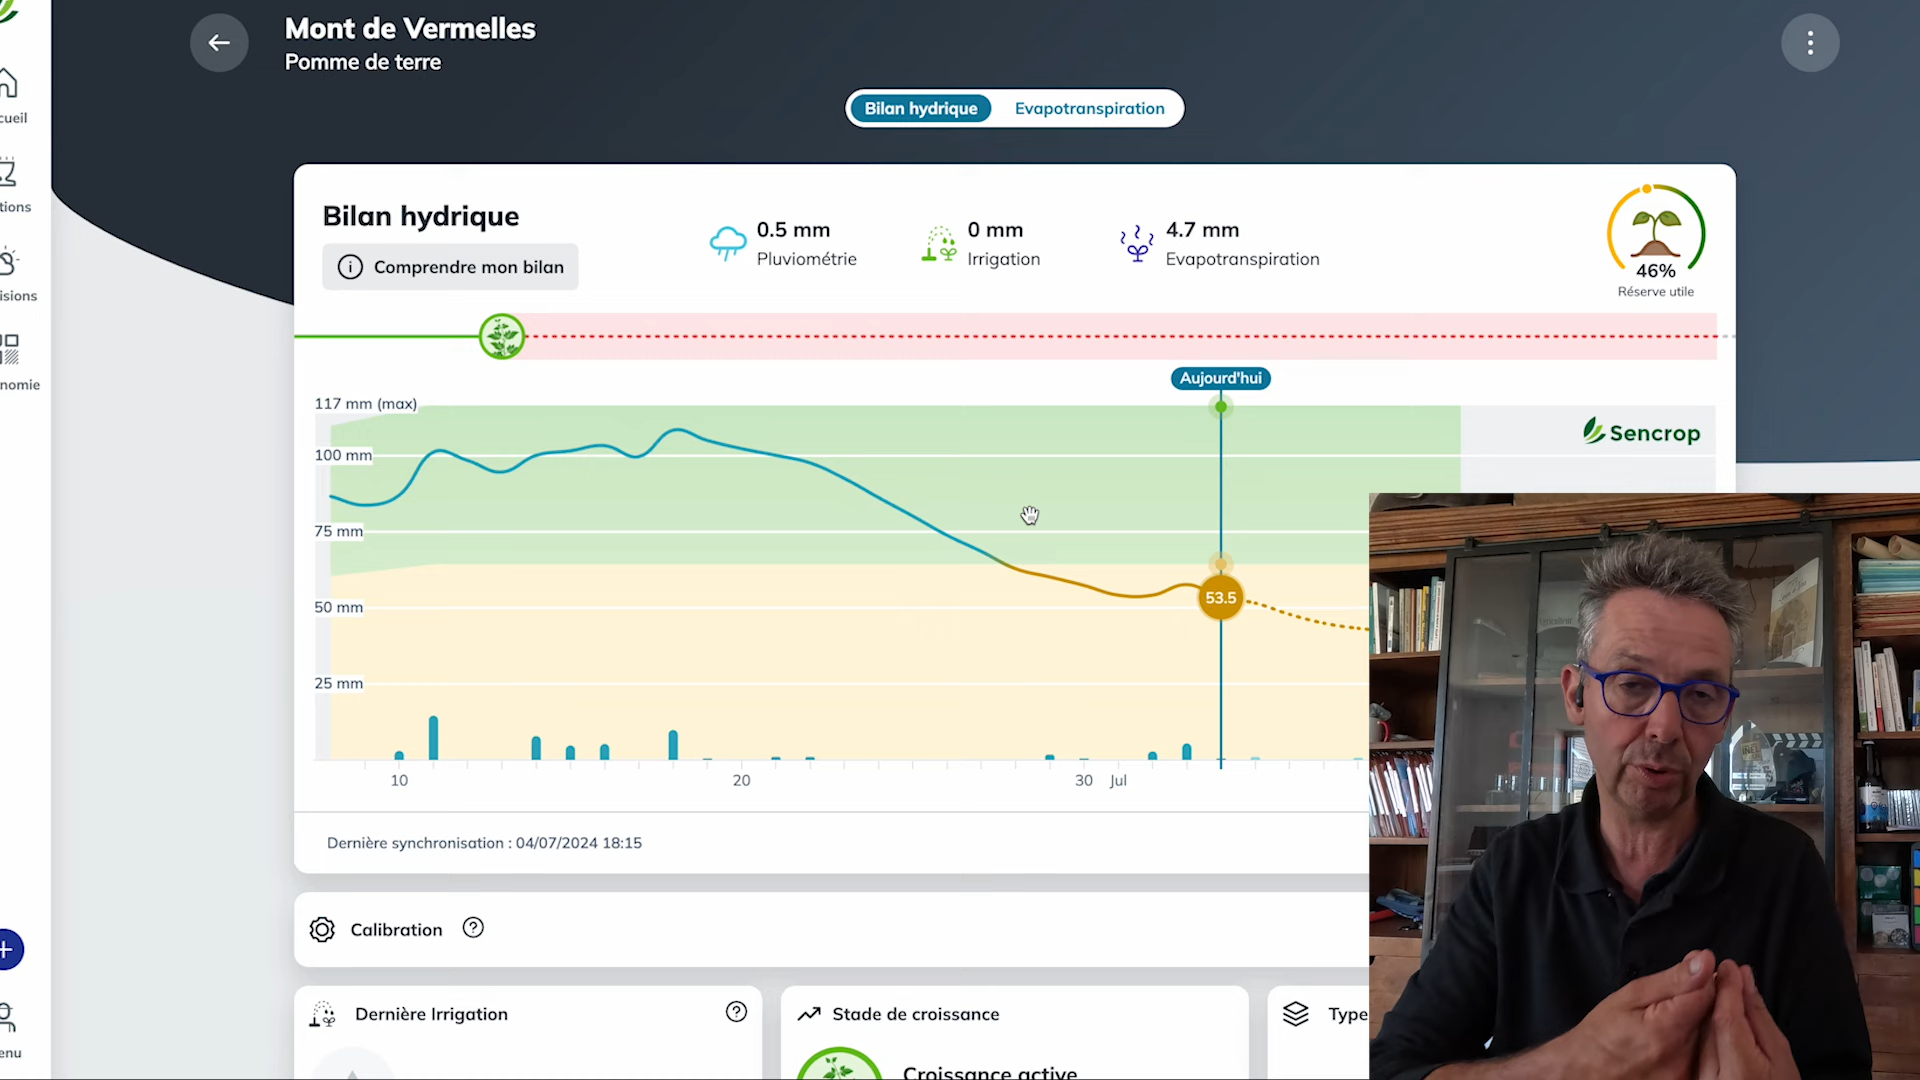 Mont de Vermelles
Pomme de terre
cueil
tions
isions
nomie
enu
Bilan hydrique
Evapotranspiration
Bilan hydrique
Comprendre mon bilan
0.5 mm
Pluviométrie
0 mm
Irrigation
4.7 mm
Evapotranspiration
46%
Réserve utile
Aujourd'hui
117 mm (max)
100 mm
75 mm
50 mm
25 mm
Sencrop
53.5
10
20
30
Jul
Dernière synchronisation : 04/07/2024 18:15
Calibration
Dernière Irrigation
Stade de croissance
Croissance active
Type